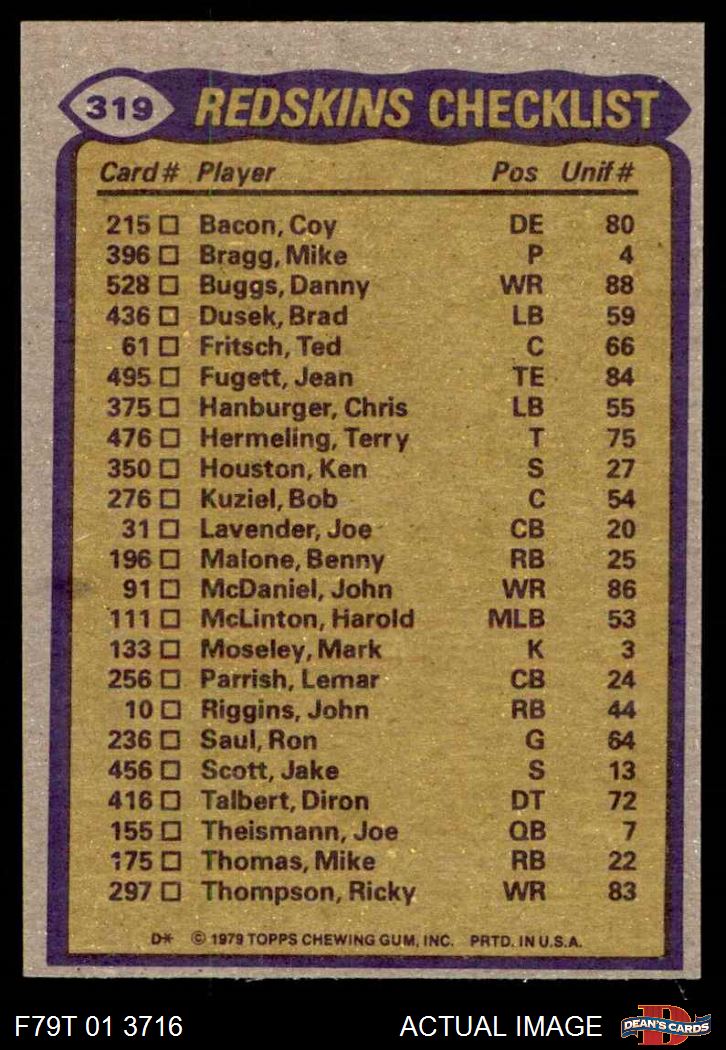 319 REDSKINS CHECKLIST
Card # Player Pos Unif #
215 □ Bacon, Coy DE 80
396 □ Bragg, Mike P 4
528 □ Buggs, Danny WR 88
436 □ Dusek, Brad LB 59
61 □ Fritsch, Ted C 66
495 □ Fugett, Jean TE 84
375 □ Hanburger, Chris LB 55
476 □ Hermeling, Terry T 75
350 □ Houston, Ken S 27
276 □ Kuziel, Bob C 54
31 □ Lavender, Joe CB 20
196 □ Malone, Benny RB 25
91 □ McDaniel, John WR 86
111 □ McLinton, Harold MLB 53
133 □ Moseley, Mark K 3
256 □ Parrish, Lemar CB 24
10 □ Riggins, John RB 44
236 □ Saul, Ron G 64
456 □ Scott, Jake S 13
416 □ Talbert, Diron DT 72
155 □ Theismann, Joe QB 7
175 □ Thomas, Mike RB 22
297 □ Thompson, Ricky WR 83
D* © 1979 TOPPS CHEWING GUM, INC. PRTD. IN U.S.A.
F79T 01 3716 ACTUAL IMAGE D DEAN'S CARDS